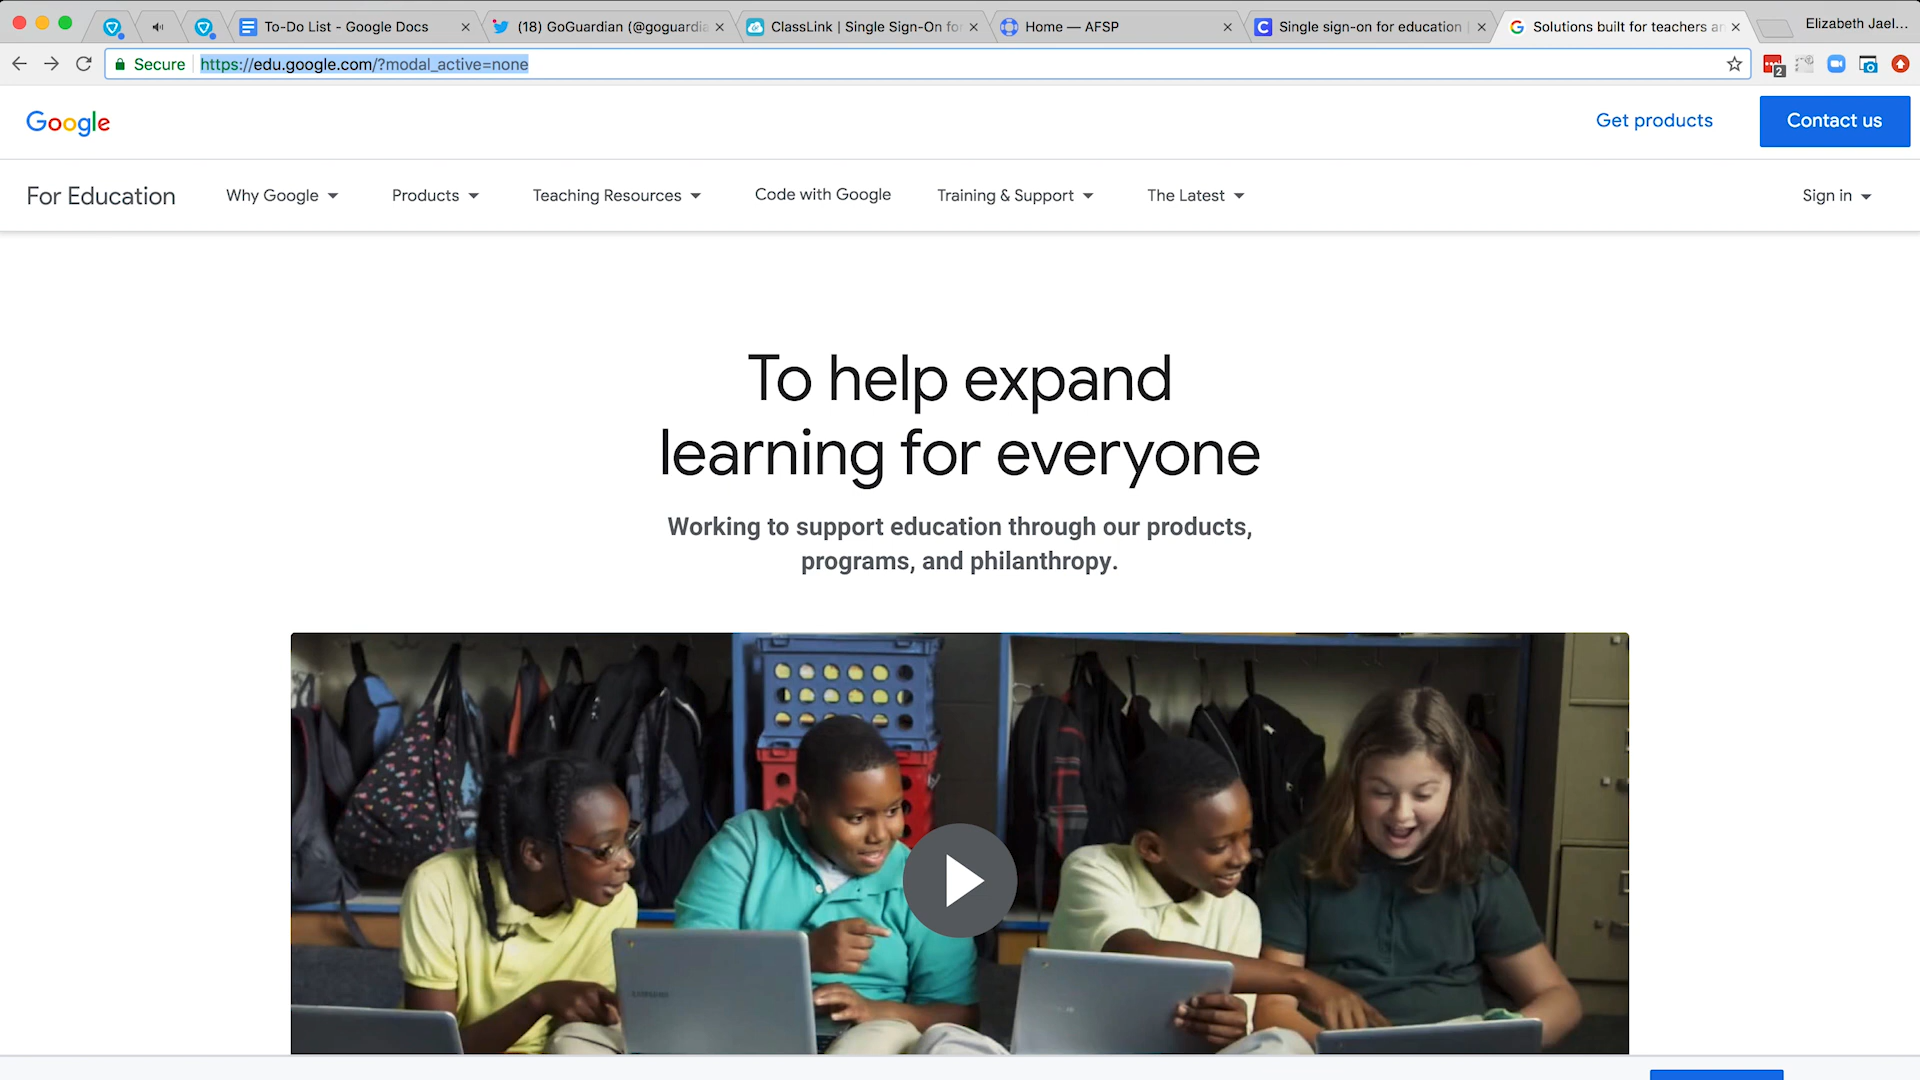 To-Do List - Google Docs
(18) GoGuardian (@goguardia
ClassLink | Single Sign-On fo
Home — AFSP
Single sign-on for education |
Solutions built for teachers a
Elizabeth Jael...
Secure
https://edu.google.com/?modal_active=none
2
Google
Get products
Contact us
For Education
Why Google
Products
Teaching Resources
Code with Google
Training & Support
The Latest
Sign in
To help expand
learning for everyone
Working to support education through our products,
programs, and philanthropy.